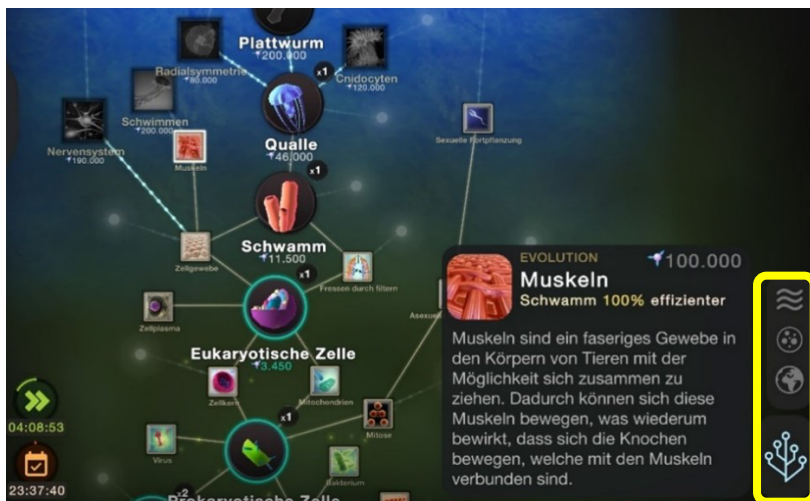 Plattwurm
200.000
Radialsymmetrie
80.000
x1
Cnidocyten
120.000
Schwimmen
200.000
Nervensystem
190.000
Muskeln
Qualle
46.000
Sexuelle Fortpflanzung
x1
Schwamm
11.500
Zellgewebe
x1
Fressen durch filtern
EVOLUTION
100.000
Muskeln
Schwamm 100% effizienter
Zellplasma
Eukaryotische Zelle
3.450
Muskeln sind ein faseriges Gewebe in
den Körpern von Tieren mit der
Möglichkeit sich zusammen zu
ziehen. Dadurch können sich diese
Muskeln bewegen, was wiederum
bewirkt, dass sich die Knochen
bewegen, welche mit den Muskeln
verbunden sind.
Zellkern
Mitochondrien
x1
Mitose
04:08:53
Virus
Bakterium
23:37:40
x2
Prokaryotische Zelle